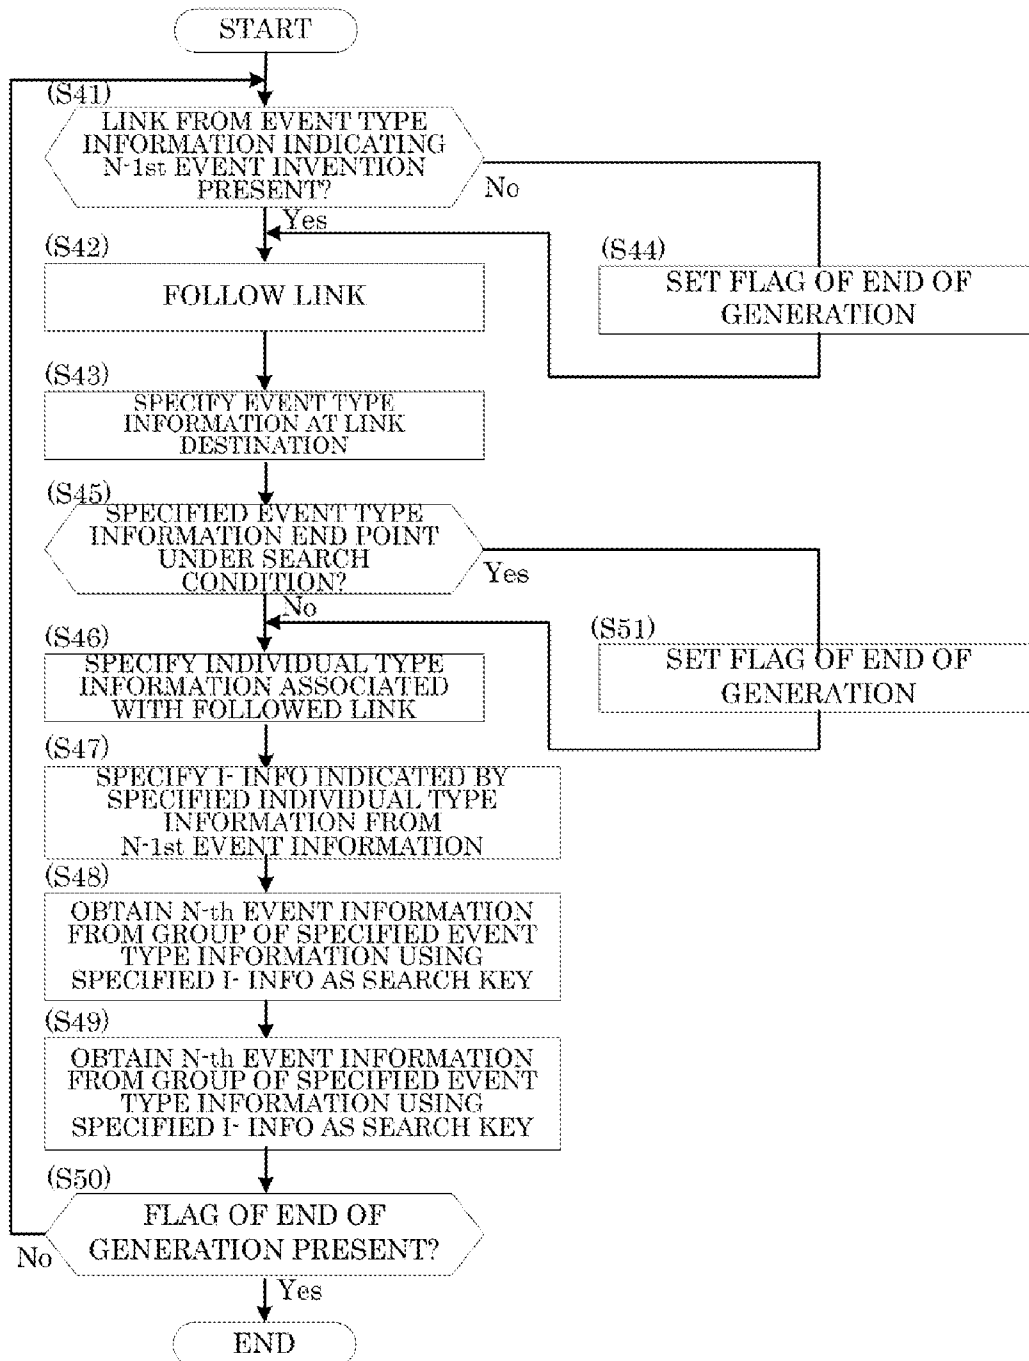 START
(S41)
LINK FROM EVENT TYPE
INFORMATION INDICATING
N-1st EVENT INVENTION
PRESENT?
No
Yes
(S42)
FOLLOW LINK
(S44)
SET FLAG OF END OF
GENERATION
(S43)
SPECIFY EVENT TYPE
INFORMATION AT LINK
DESTINATION
(S45)
SPECIFIED EVENT TYPE
INFORMATION END POINT
UNDER SEARCH
CONDITION?
Yes
No
(S46)
SPECIFY INDIVIDUAL TYPE
INFORMATION ASSOCIATED
WITH FOLLOWED LINK
(S51)
SET FLAG OF END OF
GENERATION
(S47)
SPECIFY I- INFO INDICATED BY
SPECIFIED INDIVIDUAL TYPE
INFORMATION FROM
N-1st EVENT INFORMATION
(S48)
OBTAIN N-th EVENT INFORMATION
FROM GROUP OF SPECIFIED EVENT
TYPE INFORMATION USING
SPECIFIED I- INFO AS SEARCH KEY
(S49)
OBTAIN N-th EVENT INFORMATION
FROM GROUP OF SPECIFIED EVENT
TYPE INFORMATION USING
SPECIFIED I- INFO AS SEARCH KEY
(S50)
FLAG OF END OF
GENERATION PRESENT?
No
Yes
END